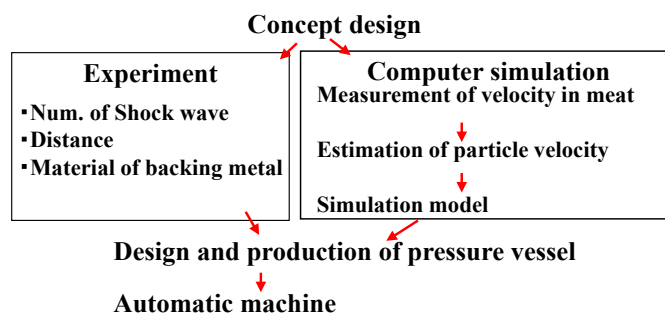 Concept design
Experiment
・Num. of Shock wave
・Distance
・Material of backing metal
Computer simulation
Measurement of velocity in meat
Estimation of particle velocity
Simulation model
Design and production of pressure vessel
Automatic machine